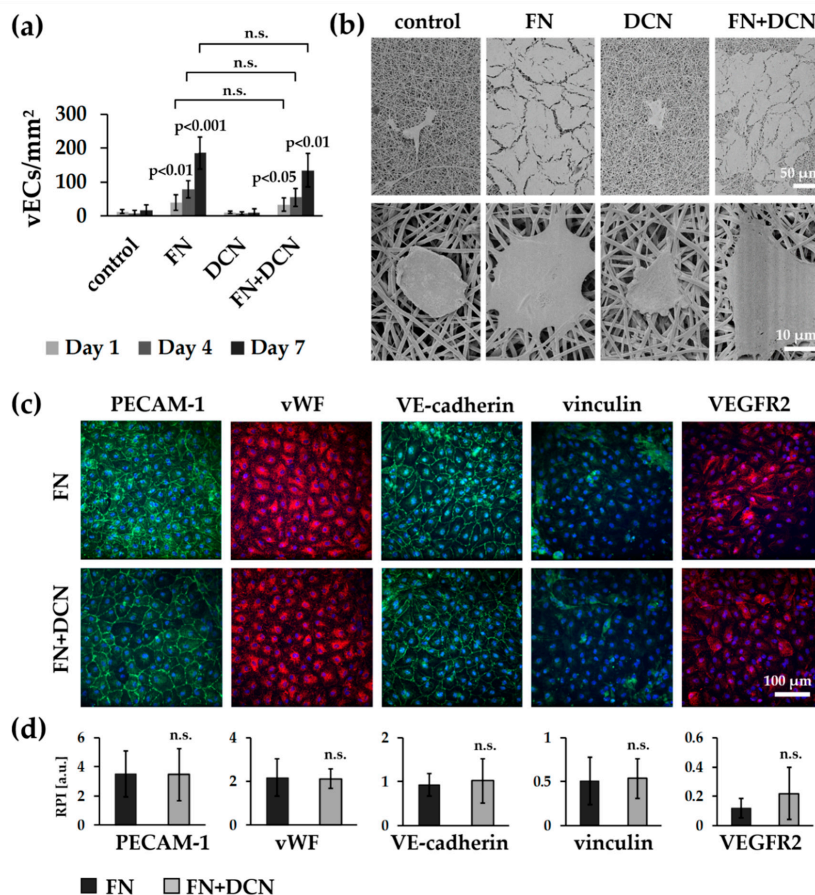 (a)
n.s.
n.s.
n.s.
vECs/mm²
300
200
100
0
p<0.001
p<0.01
p<0.01
p<0.05
control
FN
DCN
FN+DCN
Day 1
Day 4
Day 7
(b)
control
FN
DCN
FN+DCN
50 µm
10 µm
(c)
PECAM-1
vWF
VE-cadherin
vinculin
VEGFR2
FN
FN+DCN
100 µm
(d)
RPI [a.u.]
6
4
2
0
n.s.
PECAM-1
4
2
0
n.s.
vWF
2
1
0
n.s.
VE-cadherin
1
0.5
0
n.s.
vinculin
0.6
0.4
0.2
0
n.s.
VEGFR2
FN
FN+DCN